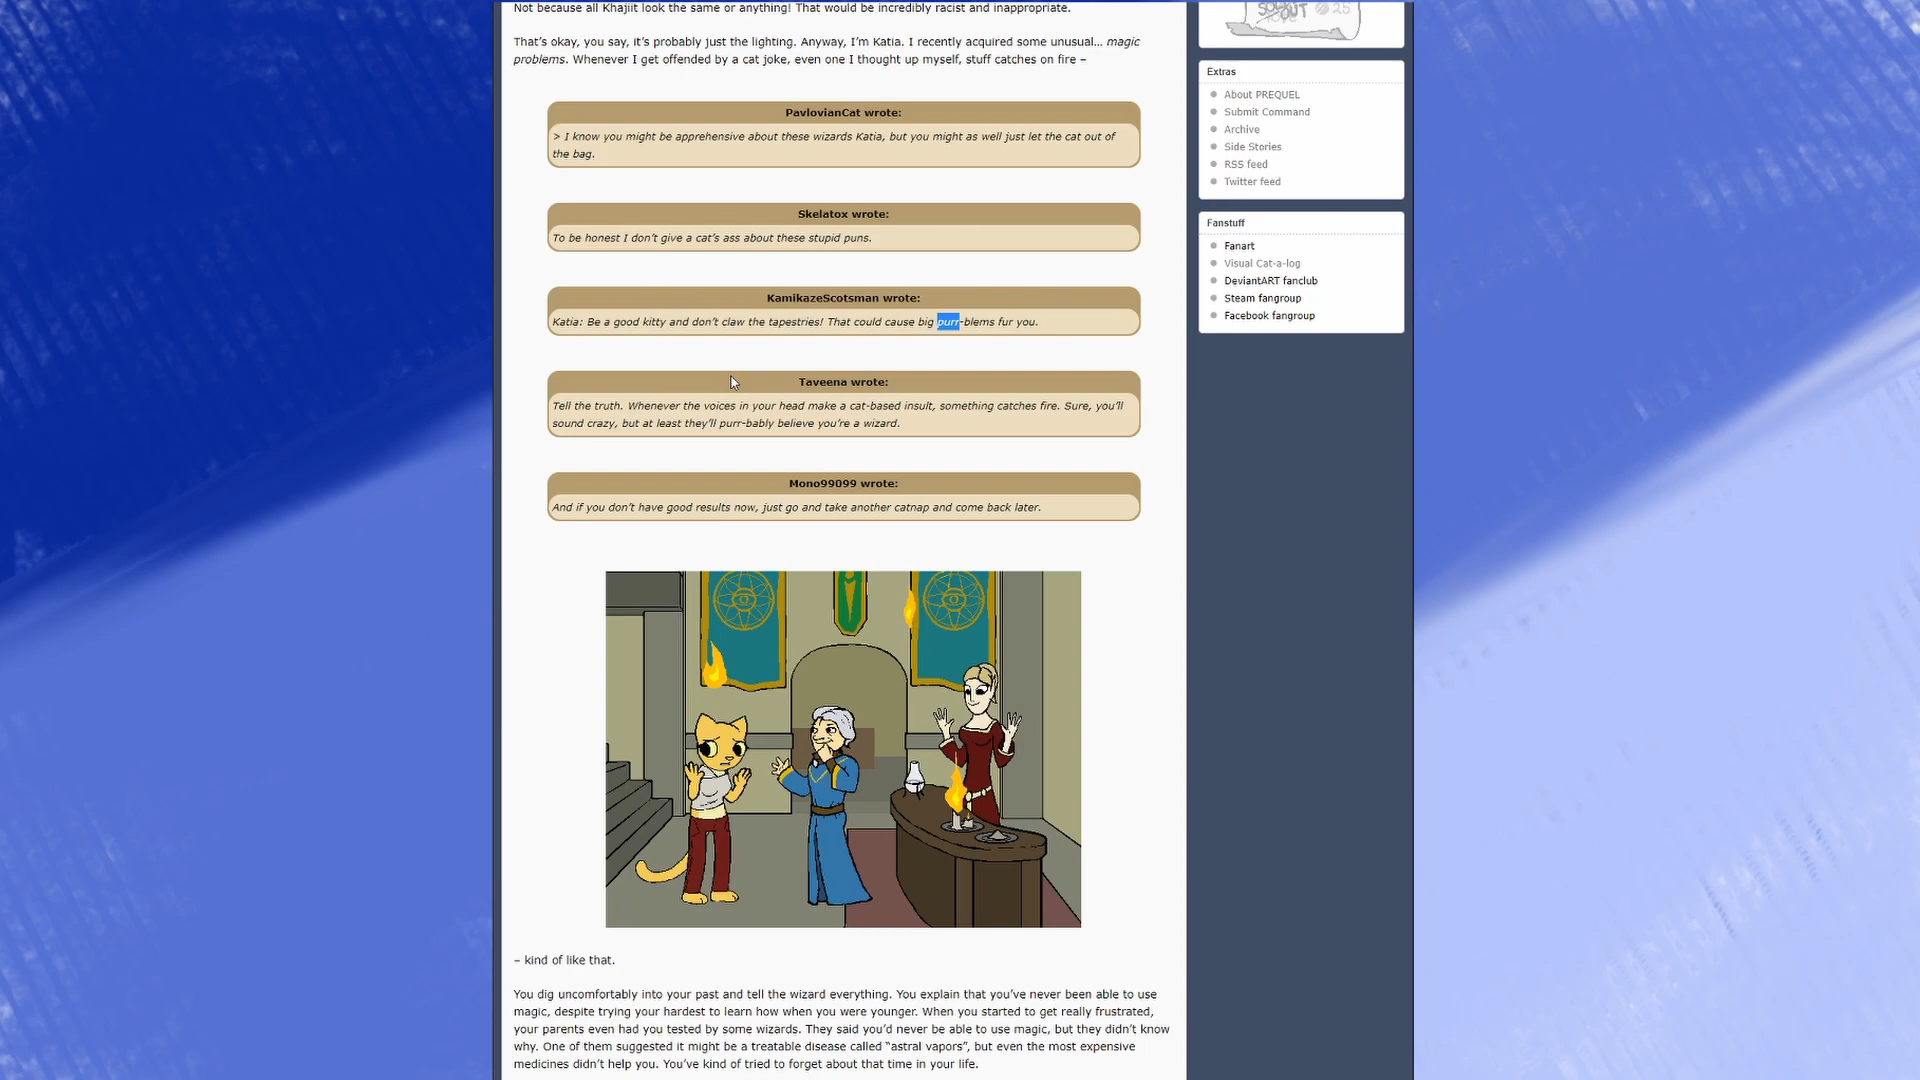 Not because all Khajiit look the same or anything! That would be incredibly racist and inappropriate.
That's okay, you say, it's probably just the lighting. Anyway, I'm Katia. I recently acquired some unusual… magic
problems. Whenever I get offended by a cat joke, even one I thought up myself, stuff catches on fire –
PavlovianCat wrote:
> I know you might be apprehensive about these wizards Katia, but you might as well just let the cat out of
the bag.
Skelatox wrote:
To be honest I don't give a cat's ass about these stupid puns.
KamikazeScotsman wrote:
Katia: Be a good kitty and don't claw the tapestries! That could cause big purr-blems fur you.
Taveena wrote:
Tell the truth. Whenever the voices in your head make a cat-based insult, something catches fire. Sure, you'll
sound crazy, but at least they'll purr-bably believe you're a wizard.
Mono99099 wrote:
And if you don't have good results now, just go and take another catnap and come back later.
– kind of like that.
You dig uncomfortably into your past and tell the wizard everything. You explain that you've never been able to use
magic, despite trying your hardest to learn how when you were younger. When you started to get really frustrated,
your parents even had you tested by some wizards. They said you'd never be able to use magic, but they didn't know
why. One of them suggested it might be a treatable disease called “astral vapors”, but even the most expensive
medicines didn't help you. You've kind of tried to forget about that time in your life.
OUT 25
Extras
About PREQUEL
Submit Command
Archive
Side Stories
RSS feed
Twitter feed
Fanstuff
Fanart
Visual Cat-a-log
DeviantART fanclub
Steam fangroup
Facebook fangroup